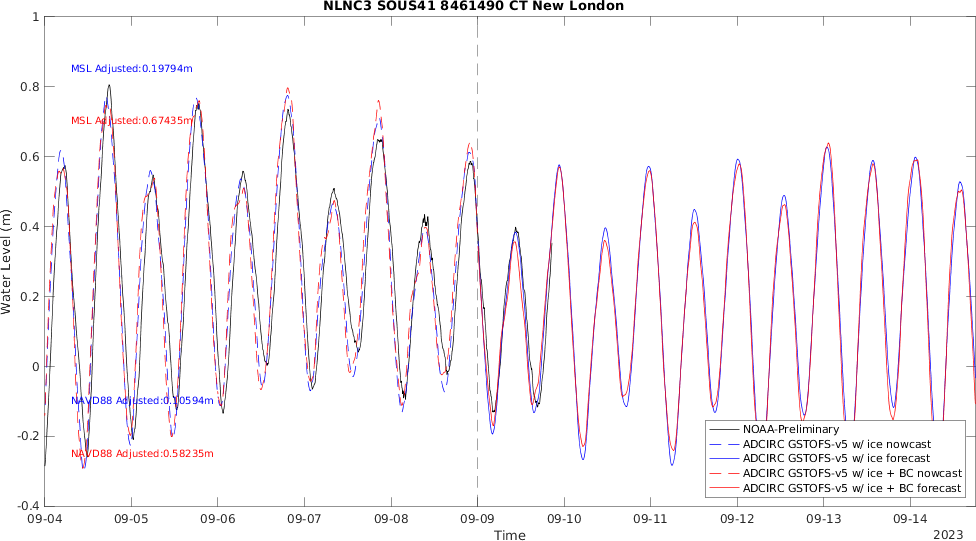 NLNC3 SOUS41 8461490 CT New London
1
0.8
0.6
0.4
0.2
0
-0.2
-0.4
Water Level (m)
MSL Adjusted:0.19794m
MSL Adjusted:0.67435m
NAVD88 Adjusted:0.10594m
NAVD88 Adjusted:0.58235m
NOAA-Preliminary
ADCIRC GSTOFS-v5 w/ ice nowcast
ADCIRC GSTOFS-v5 w/ ice forecast
ADCIRC GSTOFS-v5 w/ ice + BC nowcast
ADCIRC GSTOFS-v5 w/ ice + BC forecast
09-04 09-05 09-06 09-07 09-08 09-09 09-10 09-11 09-12 09-13 09-14
Time
2023